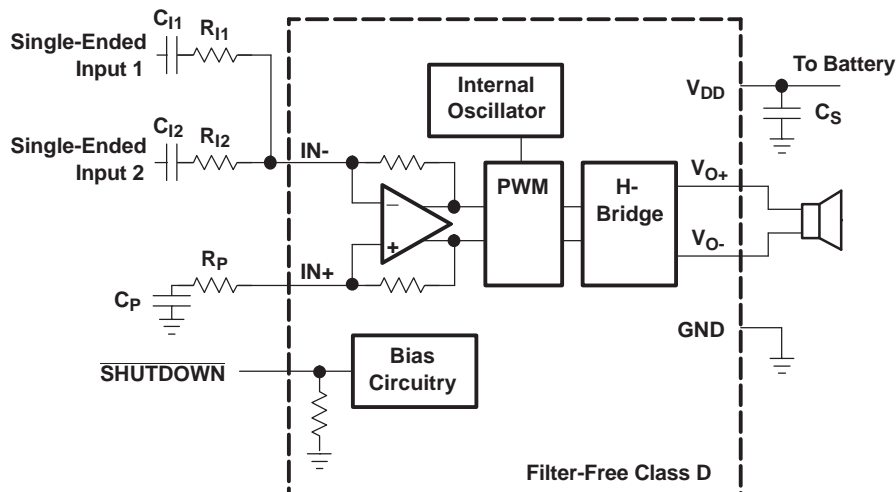 C_I1
R_I1
Single-Ended
Input 1
C_I2
R_I2
Single-Ended
Input 2
IN-
R_P
IN+
C_P
SHUTDOWN
Internal
Oscillator
PWM
H-
Bridge
−
+
Bias
Circuitry
V_DD
To Battery
C_S
V_O+
V_O-
GND
Filter-Free Class D